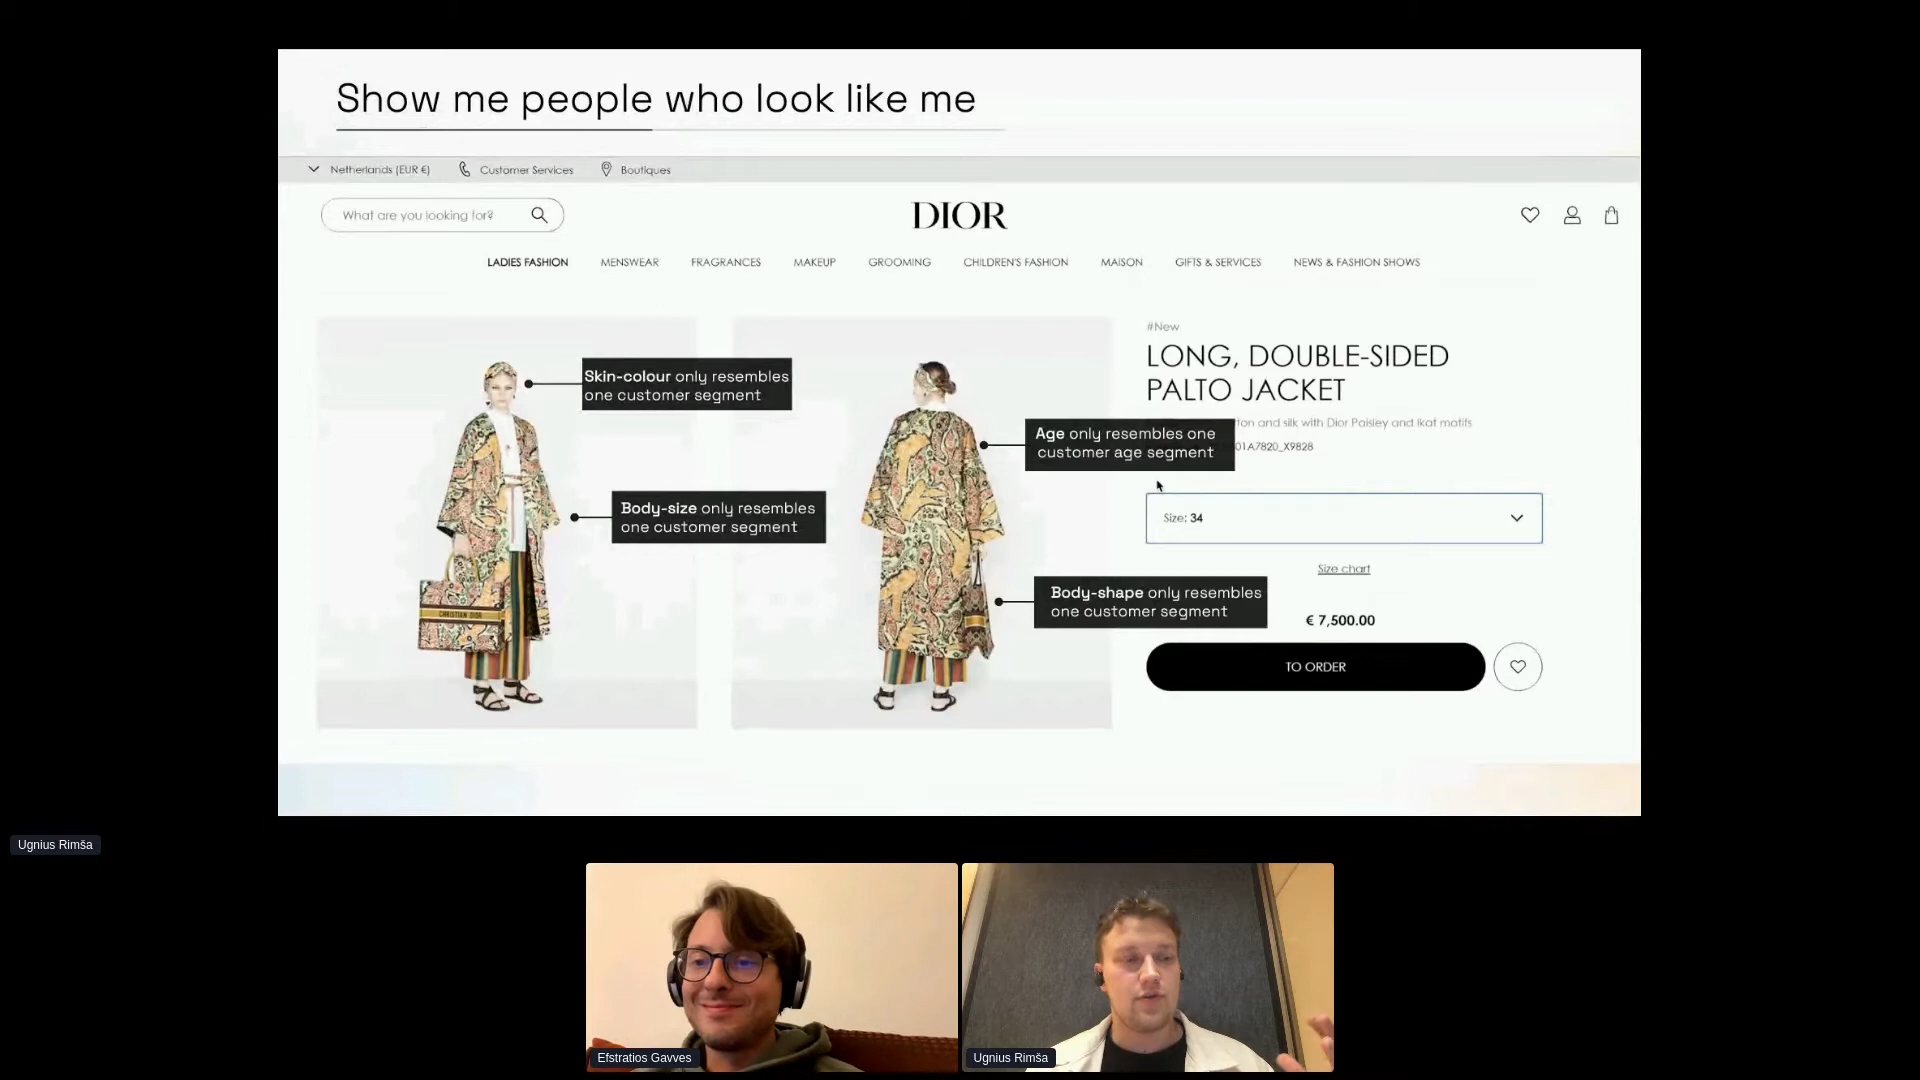 Show me people who look like me
Netherlands (EUR €) Customer Services Boutiques
What are you looking for?
DIOR
LADIES FASHION MENSWEAR FRAGRANCES MAKEUP GROOMING CHILDREN'S FASHION MAISON GIFTS & SERVICES NEWS & FASHION SHOWS
Skin-colour only resembles
one customer segment
Body-size only resembles
one customer segment
CHRISTIAN DIOR
Age only resembles one
customer age segment
Body-shape only resembles
one customer segment
#New
LONG, DOUBLE-SIDED
PALTO JACKET
and silk with Dior Paisley and Ikat motifs
01A7820_X9828
Size: 34
Size chart
€ 7,500.00
TO ORDER
Ugnius Rimša
Efstratios Gavves
Ugnius Rimša